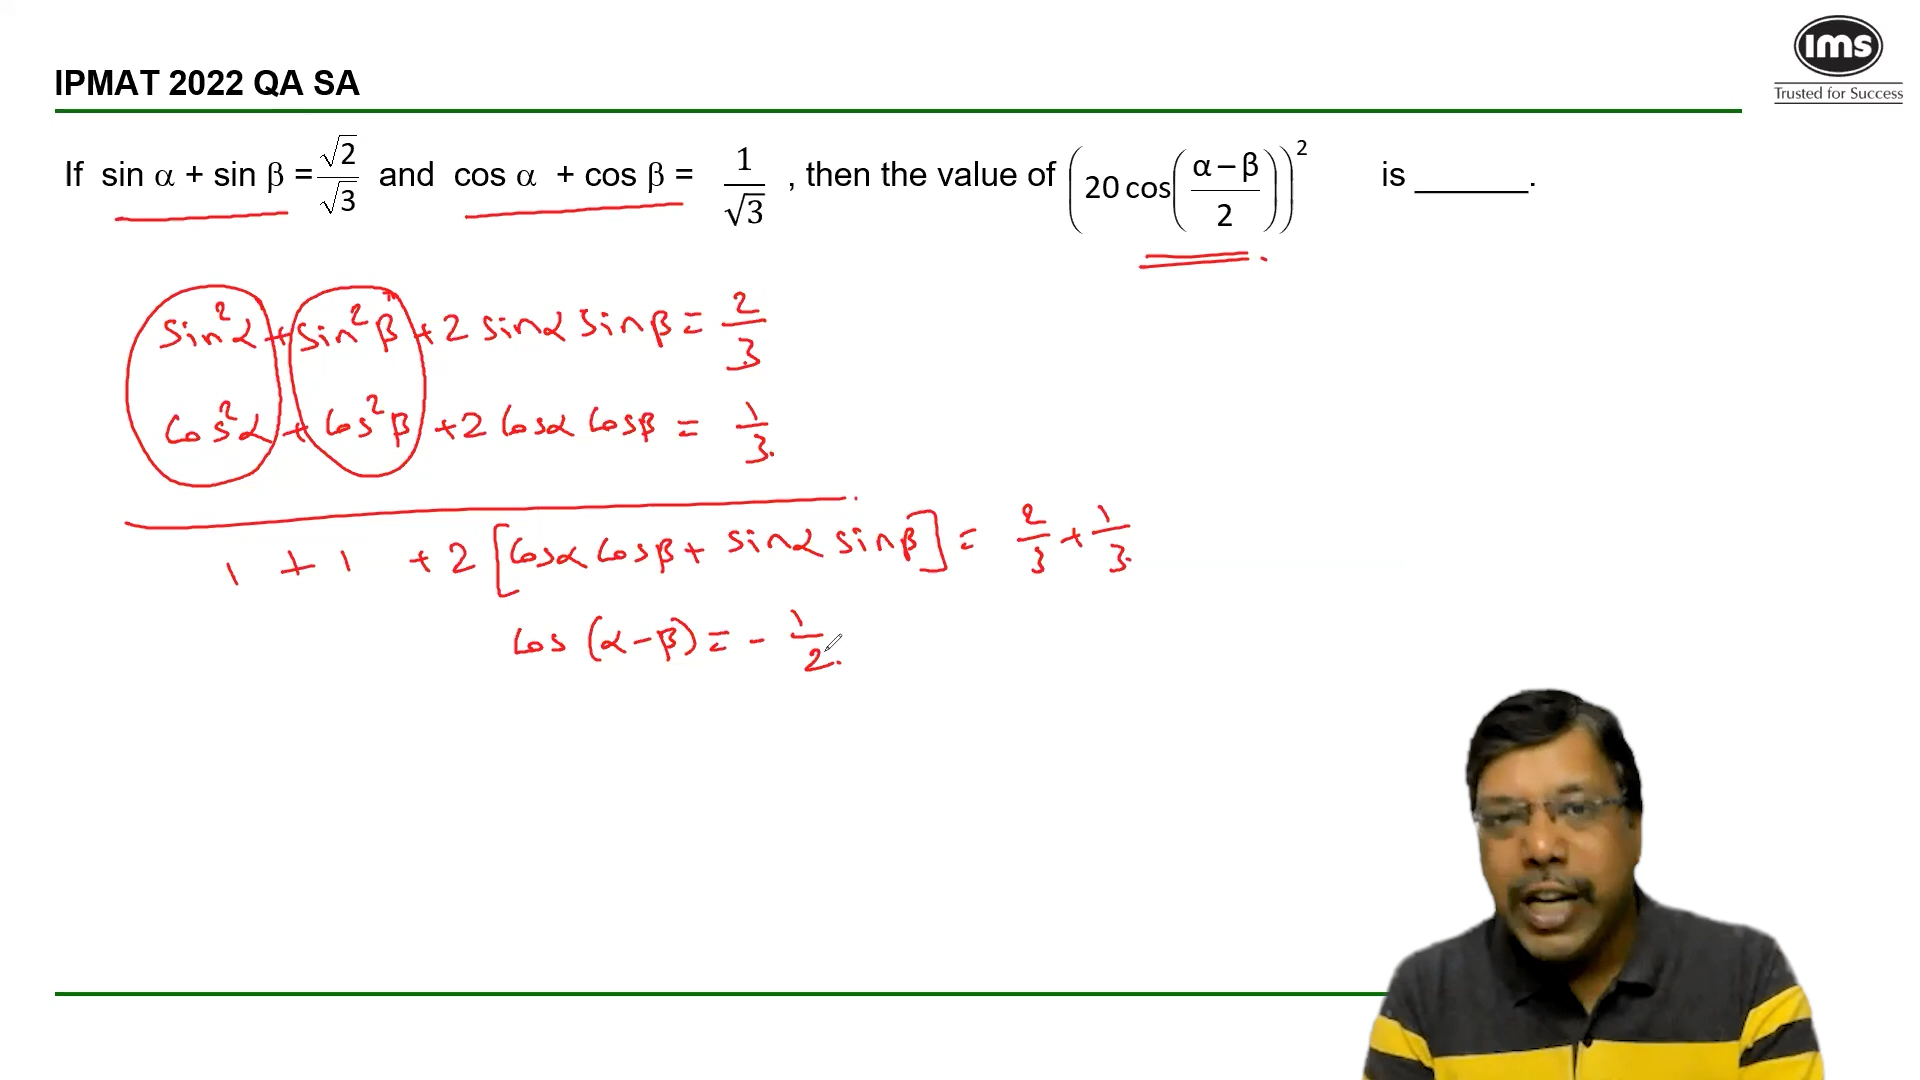 ims
Trusted for Success
IPMAT 2022 QA SA
If sin α + sin β = √2/√3 and cos α + cos β = 1/√3 , then the value of (20 cos((α−β)/2))² is ______.
sin²α + sin²β + 2 sinα sinβ = 2/3
cos²α + cos²β + 2 cosα cosβ = 1/3.
1 + 1 + 2 [cosα cosβ + sinα sinβ] = 2/3 + 1/3.
cos (α − β) = − 1/2.